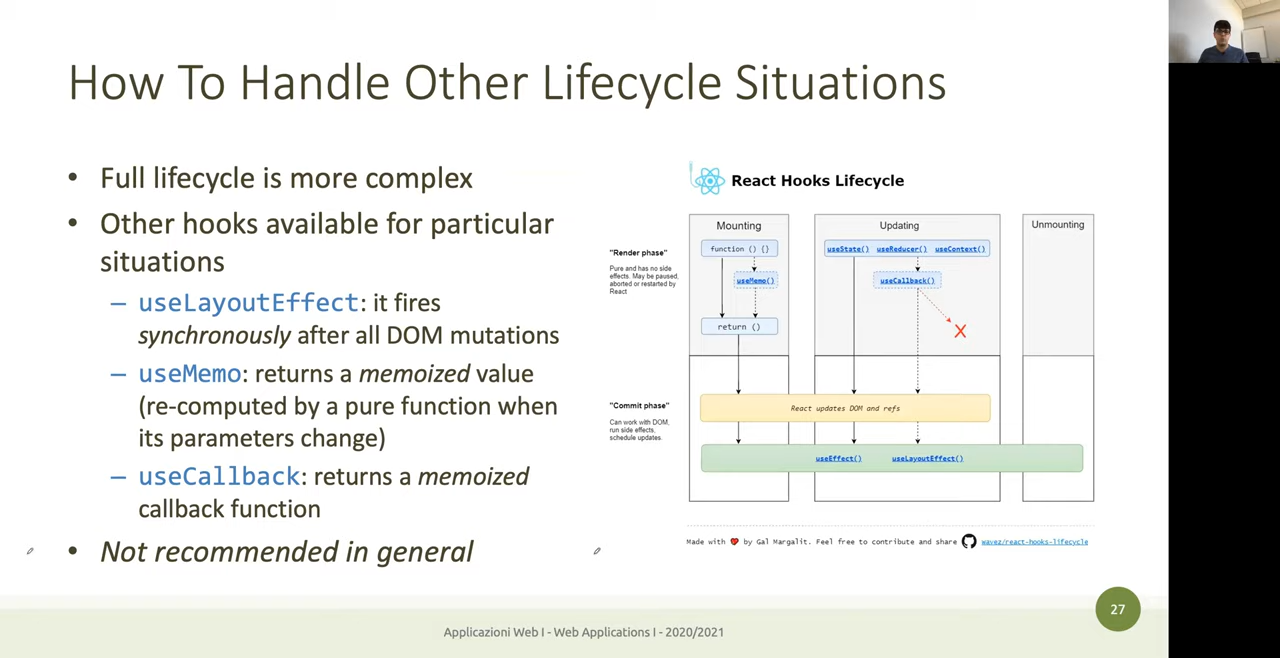 How To Handle Other Lifecycle Situations
• Full lifecycle is more complex
• Other hooks available for particular
situations
– useLayoutEffect: it fires
synchronously after all DOM mutations
– useMemo: returns a memoized value
(re-computed by a pure function when
its parameters change)
– useCallback: returns a memoized
callback function
• Not recommended in general
React Hooks Lifecycle
Mounting
Updating
Unmounting
"Render phase"
Pure and has no side
effects. May be paused,
aborted or restarted by
React
function () {}
useMemo()
return ()
useState() useReducer() useContext()
useCallback()
X
"Commit phase"
Can work with DOM,
run side effects,
schedule updates.
React updates DOM and refs
useEffect() useLayoutEffect()
Made with ❤ by Gal Margalit. Feel free to contribute and share wavez/react-hooks-lifecycle
27
Applicazioni Web I - Web Applications I - 2020/2021